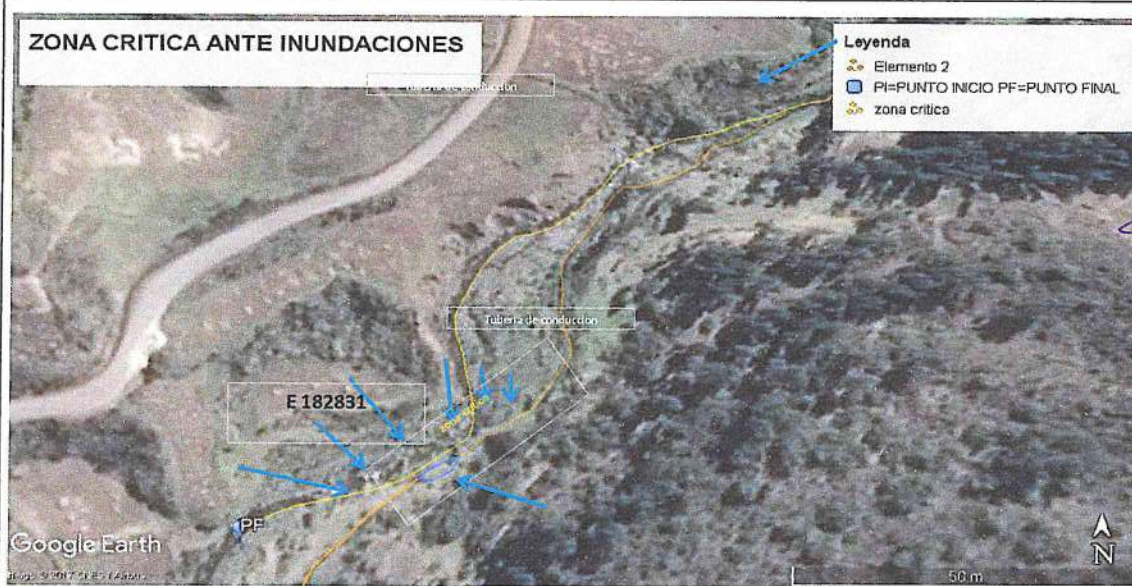 ZONA CRITICA ANTE INUNDACIONES
Leyenda
Elemento 2
PI=PUNTO INICIO PF=PUNTO FINAL
zona critica
Tuberia de conduccion
Tuberia de conduccion
E 182831
PF
Google Earth
N
50 m